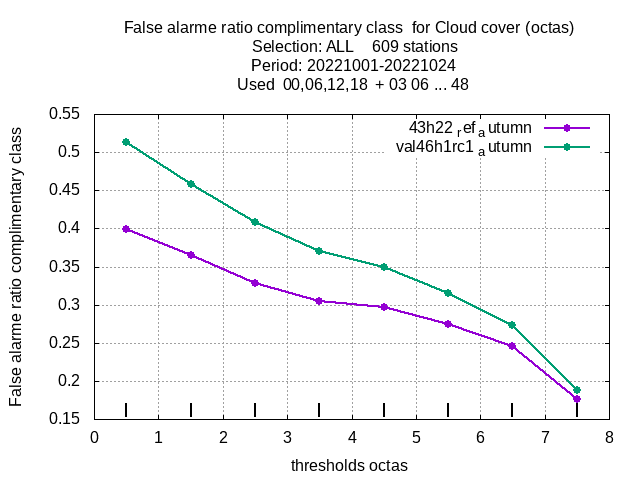 False alarme ratio complimentary class  for Cloud cover (octas)
Selection: ALL    609 stations
Period: 20221001-20221024
Used  00,06,12,18  + 03 06 ... 48
43h22 ref a utumn
val46h1rc1 a utumn
False alarme ratio complimentary class
0.55
0.5
0.45
0.4
0.35
0.3
0.25
0.2
0.15
0 1 2 3 4 5 6 7 8
thresholds octas